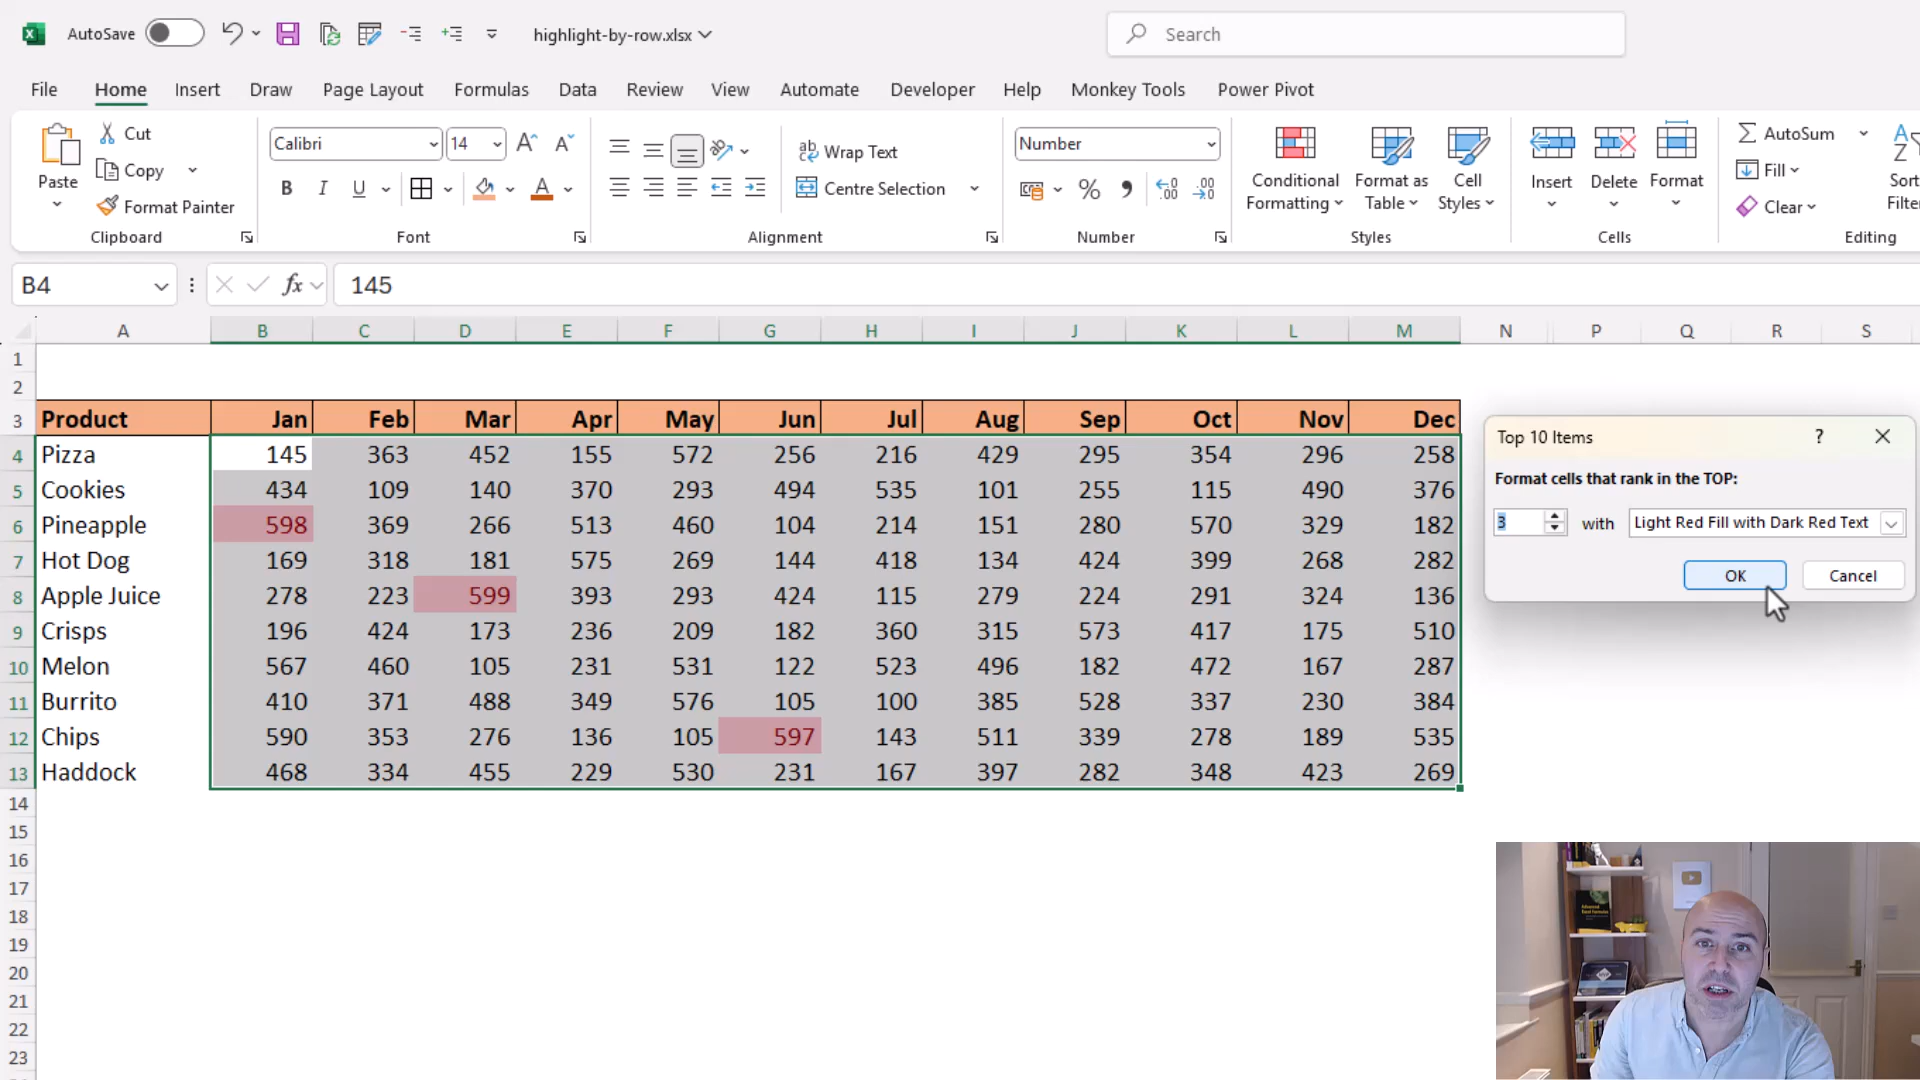 AutoSave highlight-by-row.xlsx Search
File Home Insert Draw Page Layout Formulas Data Review View Automate Developer Help Monkey Tools Power Pivot
Paste Cut Copy Format Painter Clipboard
Calibri 14 B I U A Font
Wrap Text Centre Selection Alignment
Number % Number
Conditional Formatting Format as Table Cell Styles Styles
Insert Delete Format Cells
AutoSum Fill Clear Sort Filter Editing
B4 fx 145
A B C D E F G H I J K L M N P Q R S
1
2
3 Product Jan Feb Mar Apr May Jun Jul Aug Sep Oct Nov Dec
4 Pizza 145 363 452 155 572 256 216 429 295 354 296 258
5 Cookies 434 109 140 370 293 494 535 101 255 115 490 376
6 Pineapple 598 369 266 513 460 104 214 151 280 570 329 182
7 Hot Dog 169 318 181 575 269 144 418 134 424 399 268 282
8 Apple Juice 278 223 599 393 293 424 115 279 224 291 324 136
9 Crisps 196 424 173 236 209 182 360 315 573 417 175 510
10 Melon 567 460 105 231 531 122 523 496 182 472 167 287
11 Burrito 410 371 488 349 576 105 100 385 528 337 230 384
12 Chips 590 353 276 136 105 597 143 511 339 278 189 535
13 Haddock 468 334 455 229 530 231 167 397 282 348 423 269
14
15
16
17
18
19
20
21
22
23
Top 10 Items ?
Format cells that rank in the TOP:
3 with Light Red Fill with Dark Red Text
OK Cancel